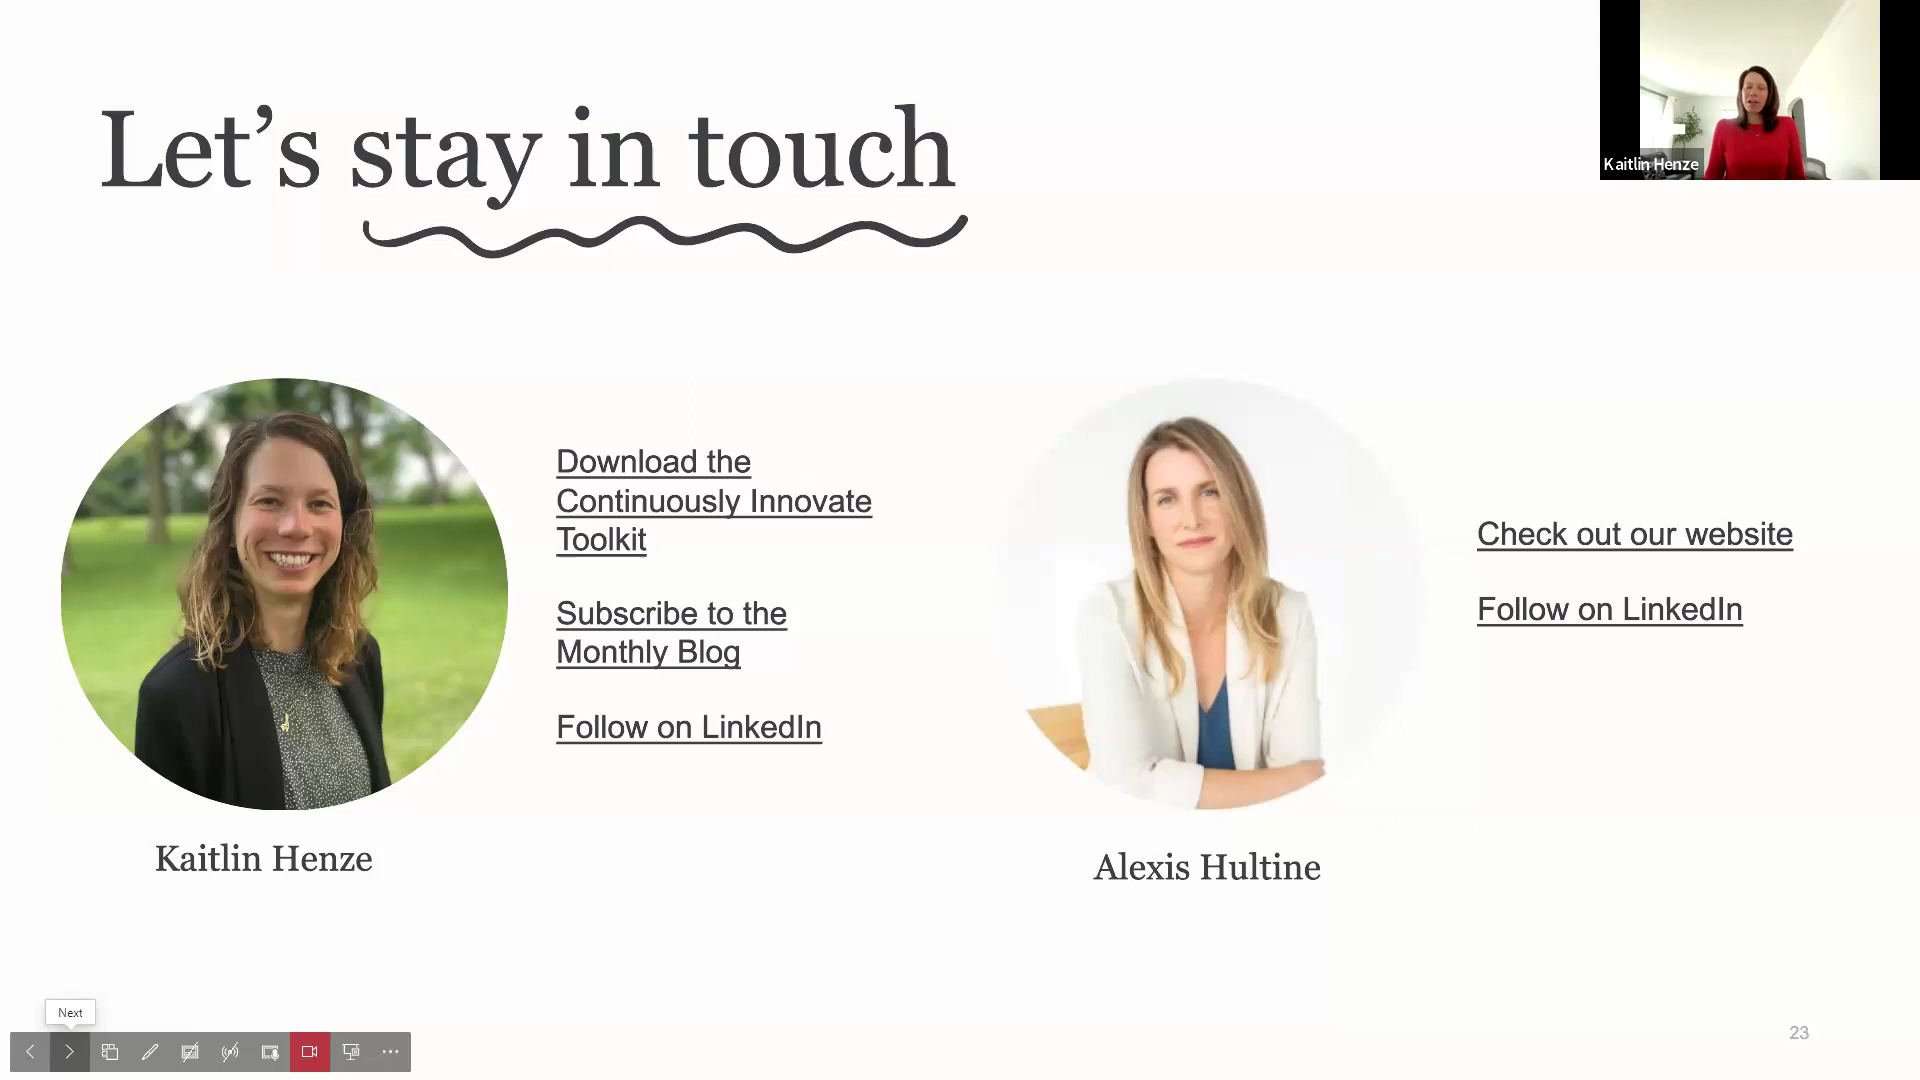 Let’s stay in touch
Kaitlin Henze
Download the
Continuously Innovate
Toolkit
Subscribe to the
Monthly Blog
Follow on LinkedIn
Check out our website
Follow on LinkedIn
Kaitlin Henze
Alexis Hultine
Next
23